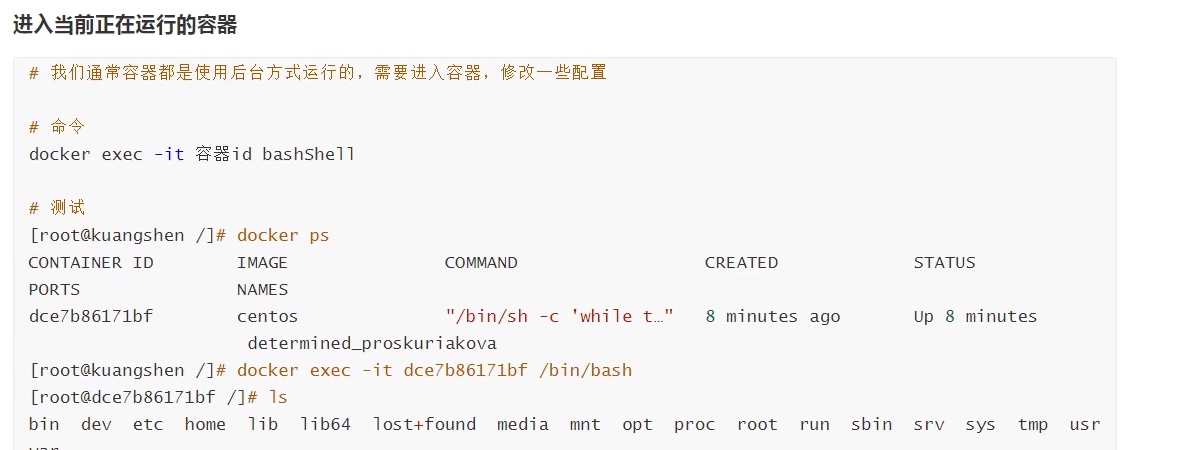 进入当前正在运行的容器
# 我们通常容器都是使用后台方式运行的，需要进入容器，修改一些配置
# 命令
docker exec -it 容器id bashShell
# 测试
[root@kuangshen /]# docker ps
CONTAINER ID        IMAGE               COMMAND                  CREATED             STATUS
PORTS               NAMES
dce7b86171bf        centos              "/bin/sh -c 'while t…"   8 minutes ago       Up 8 minutes
determined_proskuriakova
[root@kuangshen /]# docker exec -it dce7b86171bf /bin/bash
[root@dce7b86171bf /]# ls
bin  dev  etc  home  lib  lib64  lost+found  media  mnt  opt  proc  root  run  sbin  srv  sys  tmp  usr